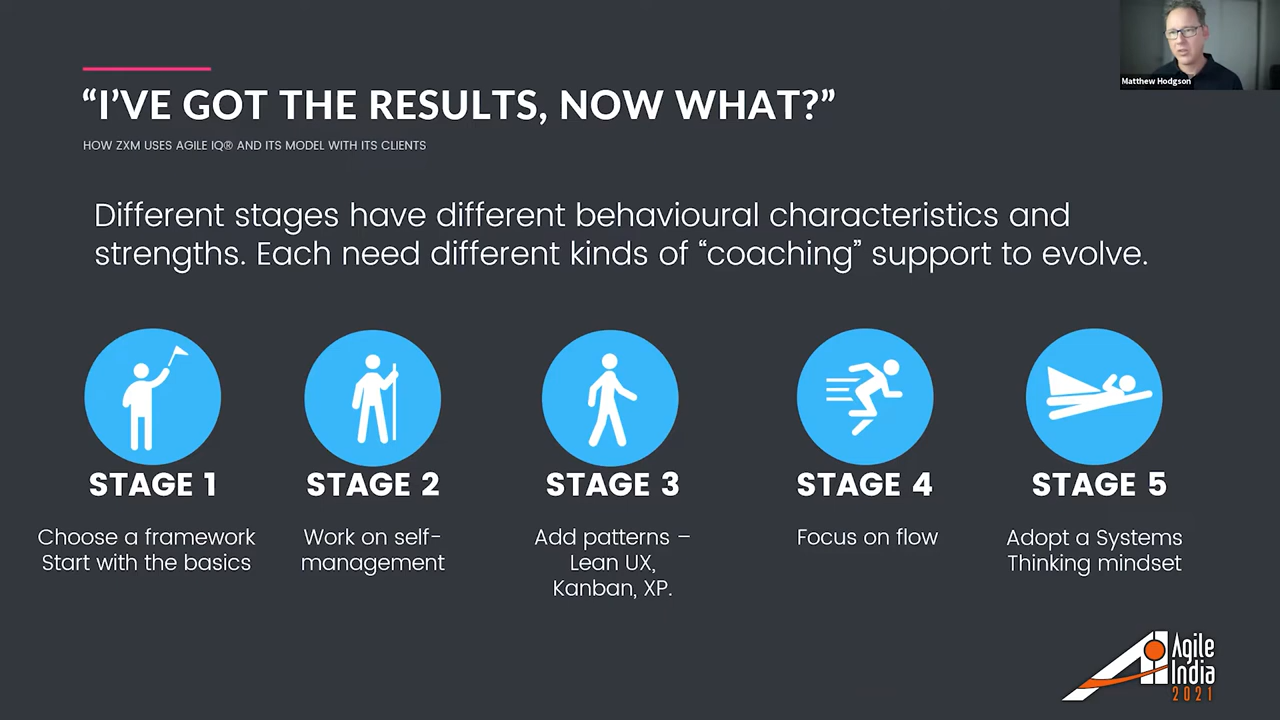 Matthew Hodgson
“I’VE GOT THE RESULTS, NOW WHAT?”
HOW ZXM USES AGILE IQ® AND ITS MODEL WITH ITS CLIENTS
Different stages have different behavioural characteristics and
strengths. Each need different kinds of “coaching” support to evolve.
STAGE 1
Choose a framework
Start with the basics
STAGE 2
Work on self-
management
STAGE 3
Add patterns –
Lean UX,
Kanban, XP.
STAGE 4
Focus on flow
STAGE 5
Adopt a Systems
Thinking mindset
Agile
India
2021